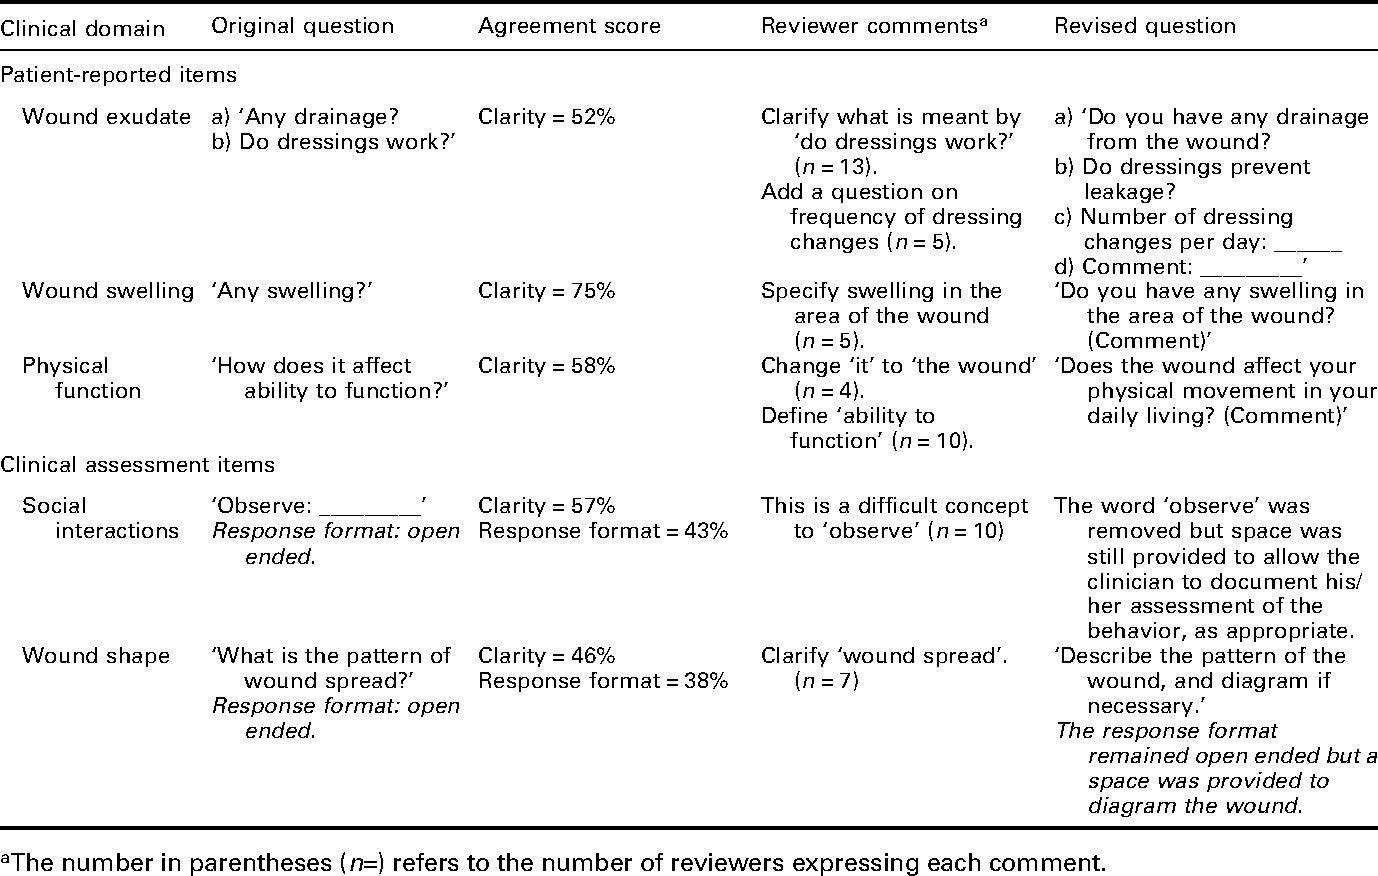 Clinical domain Original question Agreement score Reviewer commentsᵃ Revised question
Patient-reported items
Wound exudate a) ‘Any drainage? Clarity = 52% Clarify what is meant by a) ‘Do you have any drainage
b) Do dressings work?’ ‘do dressings work?’ from the wound?
(n = 13). b) Do dressings prevent
Add a question on leakage?
frequency of dressing c) Number of dressing
changes (n = 5). changes per day: ______
d) Comment: _________’
Wound swelling ‘Any swelling?’ Clarity = 75% Specify swelling in the ‘Do you have any swelling in
area of the wound the area of the wound?
(n = 5). (Comment)’
Physical ‘How does it affect Clarity = 58% Change ‘it’ to ‘the wound’ ‘Does the wound affect your
function ability to function?’ (n = 4). physical movement in your
Define ‘ability to daily living? (Comment)’
function’ (n = 10).
Clinical assessment items
Social ‘Observe: _________’ Clarity = 57% This is a difficult concept The word ‘observe’ was
interactions Response format: open Response format = 43% to ‘observe’ (n = 10) removed but space was
ended. still provided to allow the
clinician to document his/
her assessment of the
behavior, as appropriate.
Wound shape ‘What is the pattern of Clarity = 46% Clarify ‘wound spread’. ‘Describe the pattern of the
wound spread?’ Response format = 38% (n = 7) wound, and diagram if
Response format: open necessary.’
ended. The response format
remained open ended but a
space was provided to
diagram the wound.
ᵃThe number in parentheses (n=) refers to the number of reviewers expressing each comment.